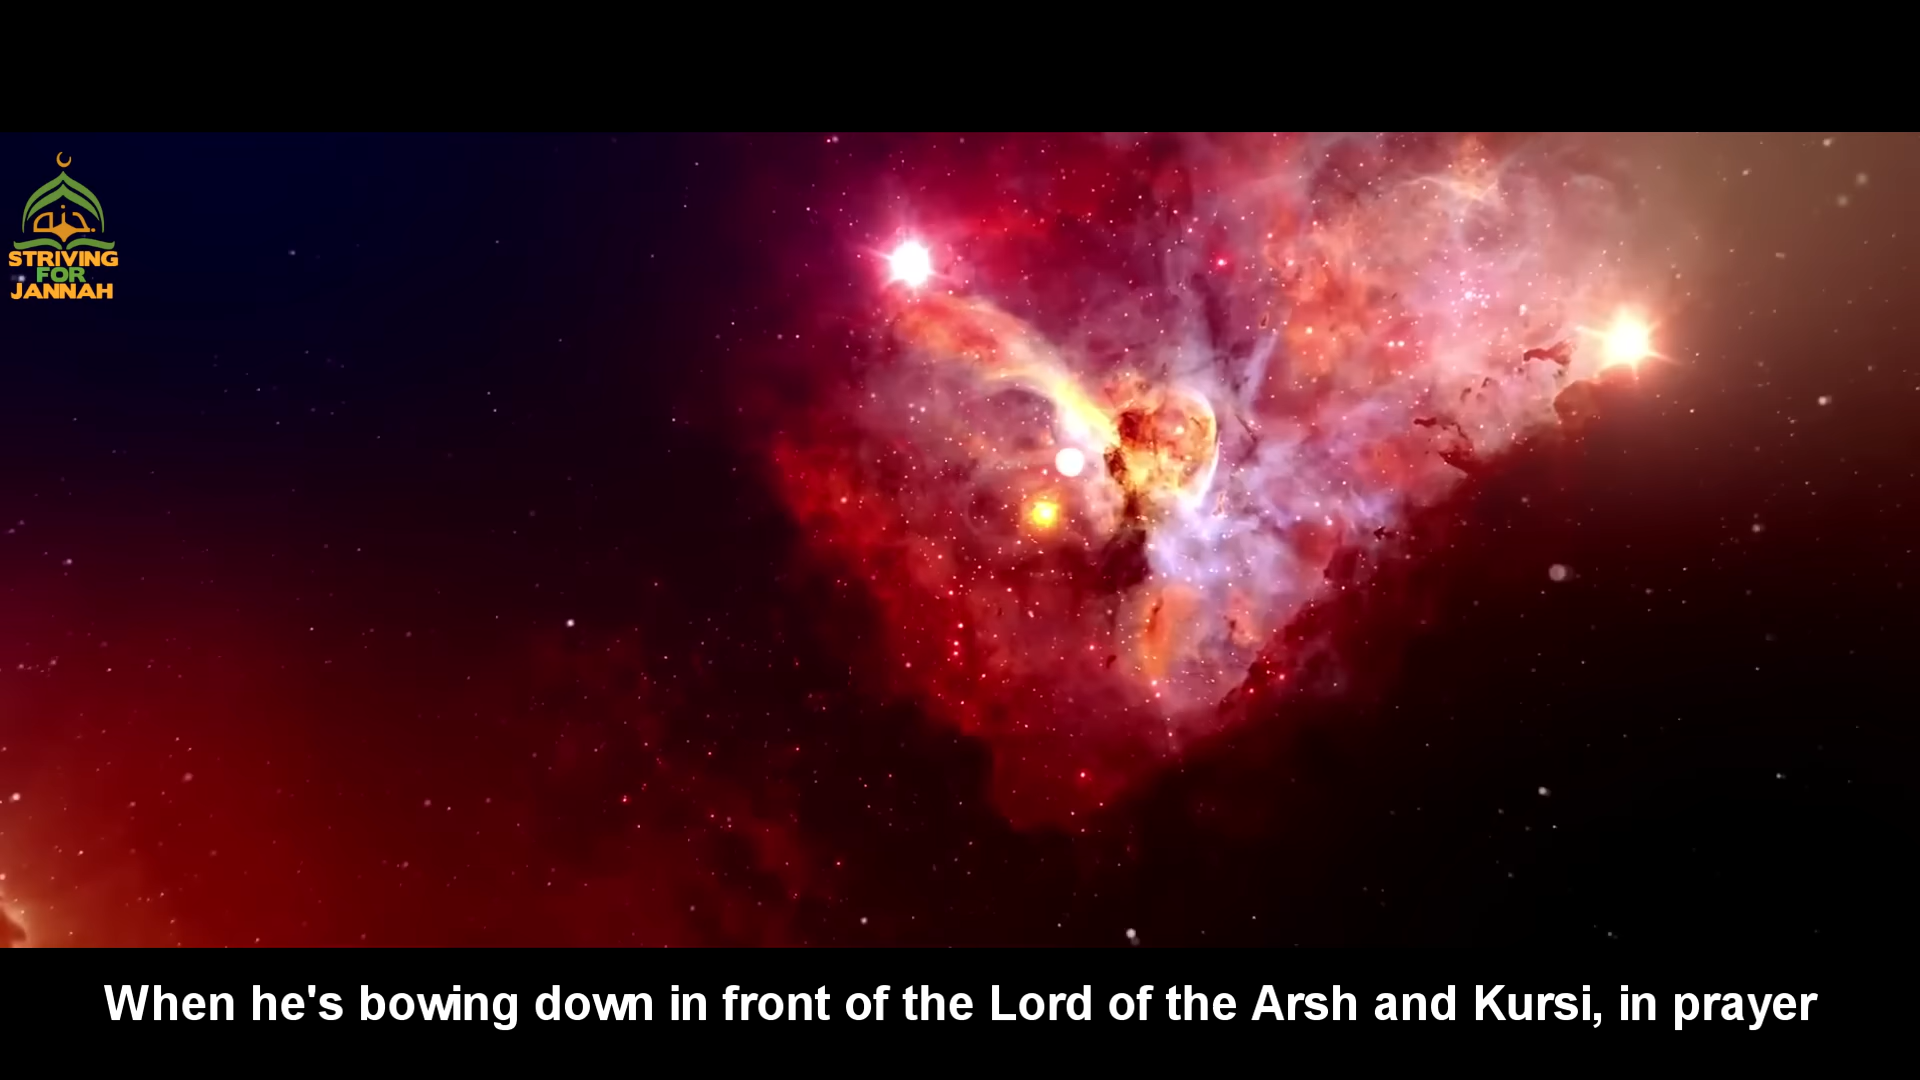 جنة
STRIVING
FOR
JANNAH
When he's bowing down in front of the Lord of the Arsh and Kursi, in prayer